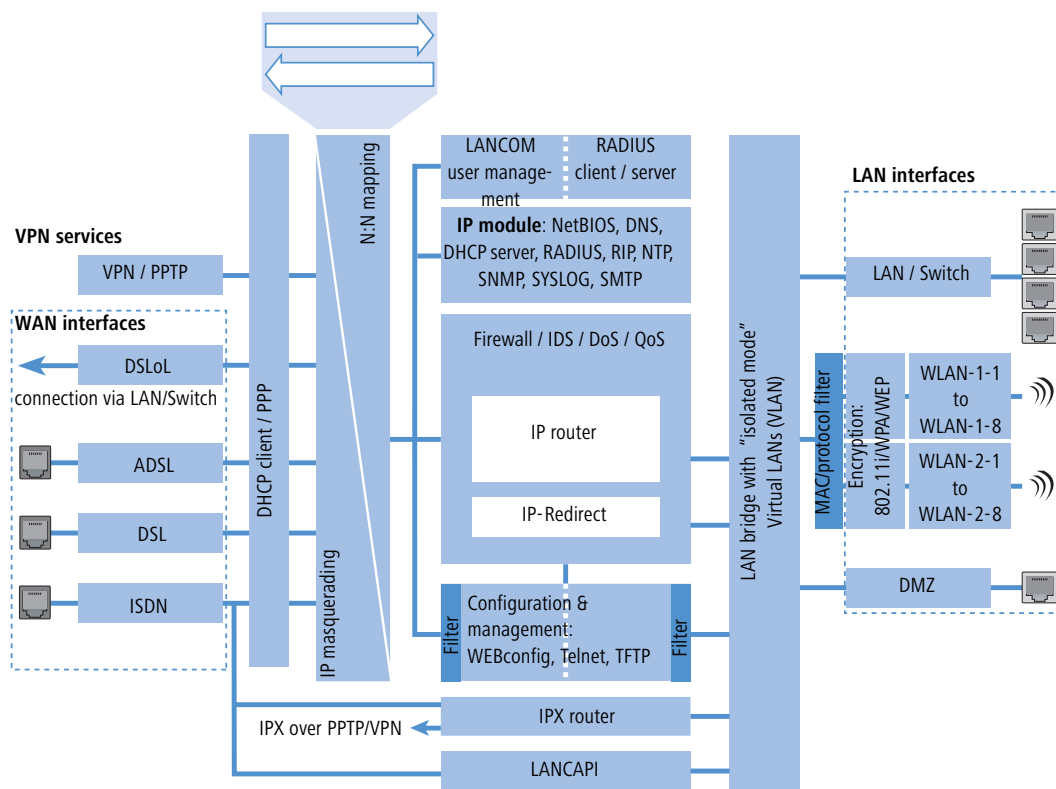 LANCOM
user manage-
ment
RADIUS
client / server
N:N mapping
IP masquerading
LAN interfaces
IP module: NetBIOS, DNS,
DHCP server, RADIUS, RIP, NTP,
SNMP, SYSLOG, SMTP
VPN services
VPN / PPTP
LAN / Switch
WAN interfaces
DSLoL
connection via LAN/Switch
ADSL
DSL
ISDN
DHCP client / PPP
Firewall / IDS / DoS / QoS
IP router
IP-Redirect
LAN bridge with "isolated mode"
Virtual LANs (VLAN)
MAC/protocol filter
Encryption:
802.11i/WPA/WEP
WLAN-1-1
to
WLAN-1-8
WLAN-2-1
to
WLAN-2-8
DMZ
Filter
Configuration &
management:
WEBconfig, Telnet, TFTP
Filter
IPX over PPTP/VPN
IPX router
LANCAPI